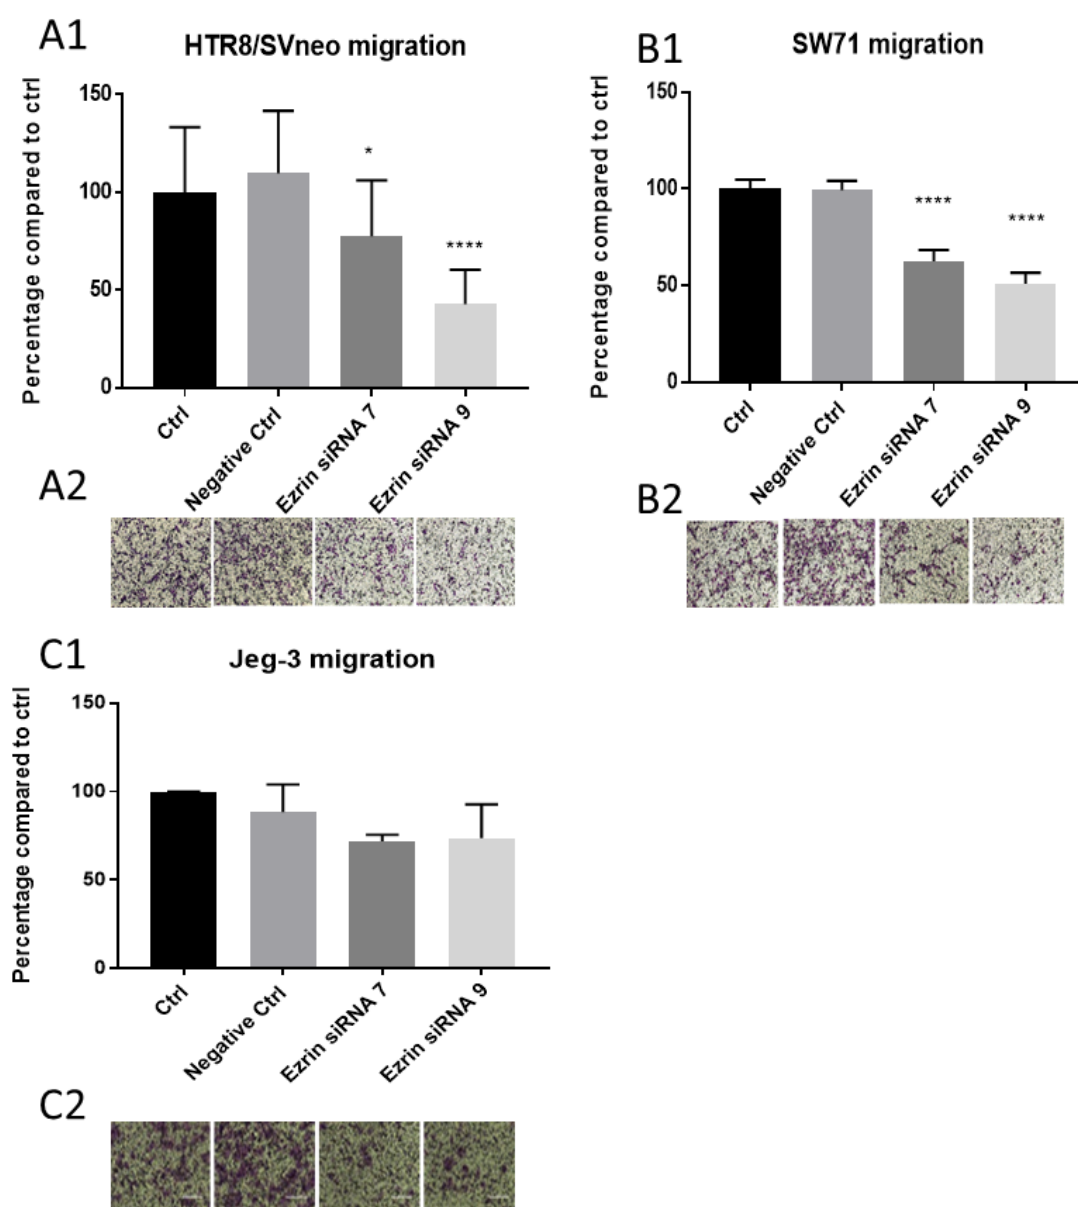 A1
HTR8/SVneo migration
Percentage compared to ctrl
150
100
50
0
*
****
Ctrl
Negative Ctrl
Ezrin siRNA 7
Ezrin siRNA 9
A2
B1
SW71 migration
Percentage compared to ctrl
150
100
50
0
****
****
Ctrl
Negative Ctrl
Ezrin siRNA 7
Ezrin siRNA 9
B2
C1
Jeg-3 migration
Percentage compared to ctrl
150
100
50
0
Ctrl
Negative Ctrl
Ezrin siRNA 7
Ezrin siRNA 9
C2